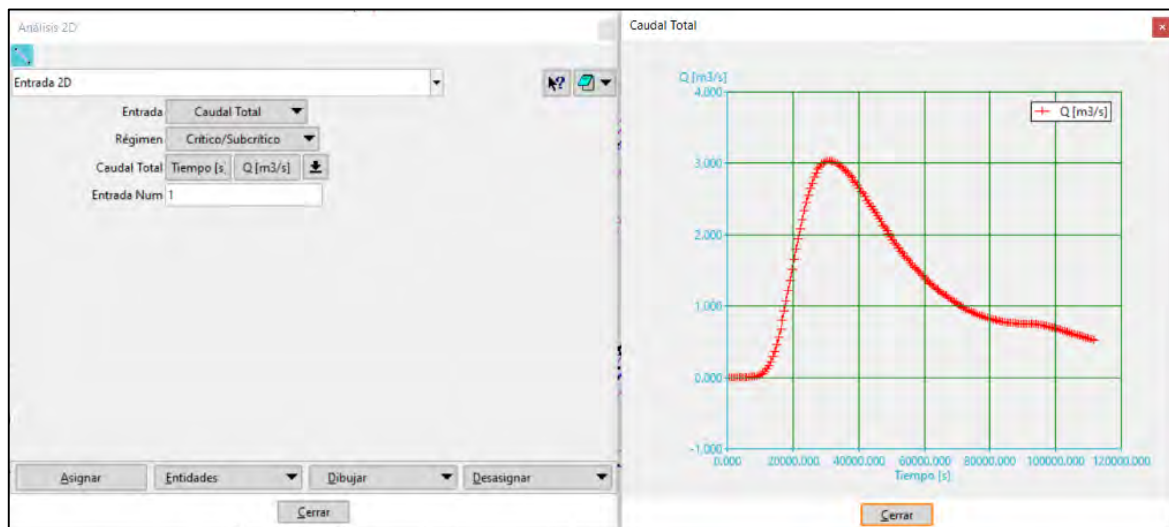 Análisis 2D
Entrada 2D
Entrada Caudal Total
Régimen Crítico/Subcrítico
Caudal Total Tiempo [s Q [m3/s]
Entrada Num 1
Asignar Entidades Dibujar Desasignar
Cerrar
Caudal Total
Q [m3/s]
4.000
Q [m3/s]
3.000
2.000
1.000
0.000
-1.000
0.000 20000.000 40000.000 60000.000 80000.000 100000.000 120000.000
Tiempo [s]
Cerrar